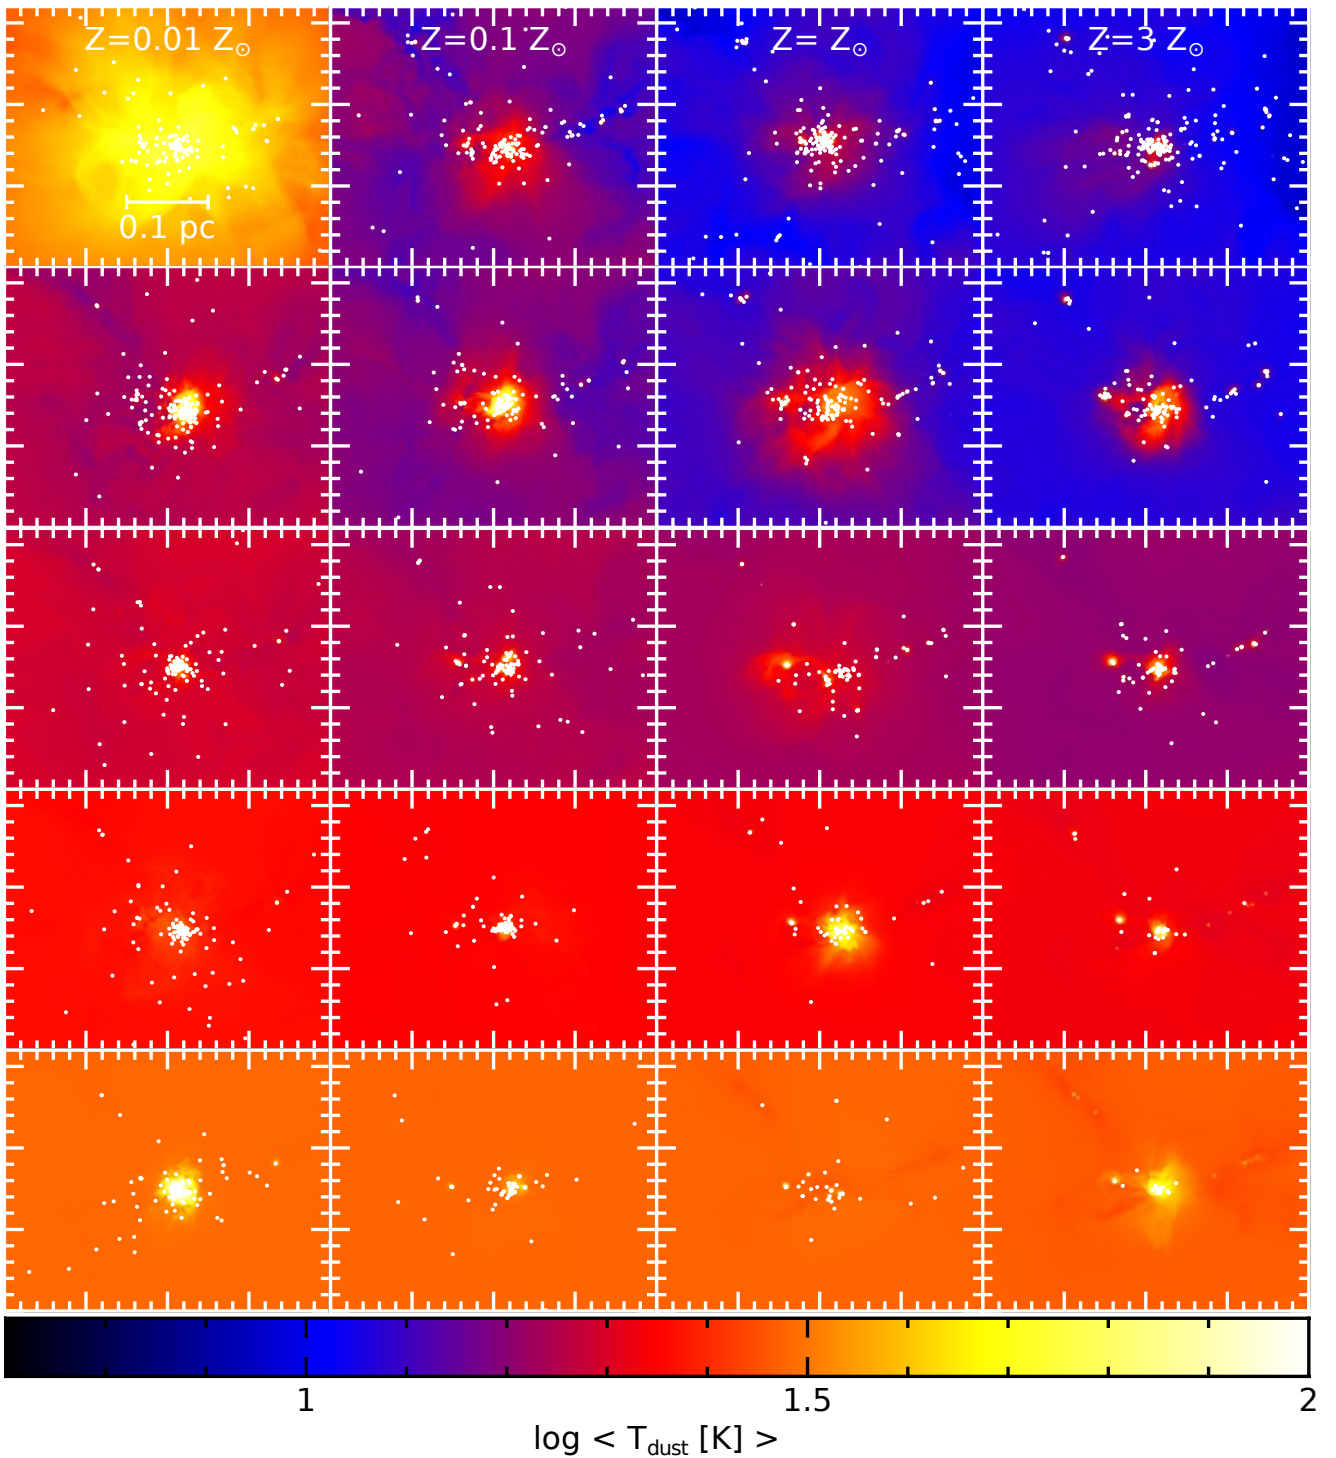 Z=0.01 Z⊙ Z=0.1 Z⊙ Z= Z⊙ Z=3 Z⊙
0.1 pc
1 1.5 2
log < T_dust [K] >